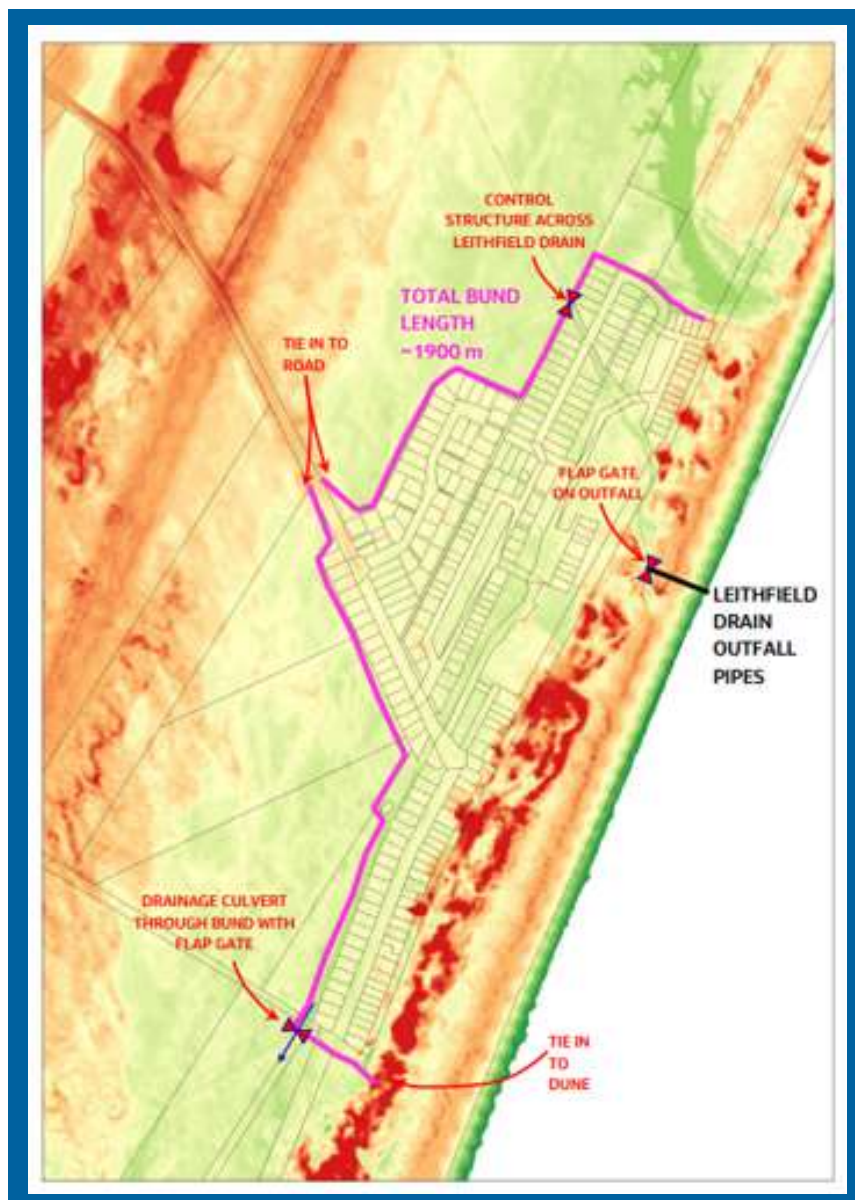 CONTROL
STRUCTURE ACROSS
LEITHFIELD DRAIN
TOTAL BUND
LENGTH
~1900 m
TIE IN TO
ROAD
FLAP GATE
ON OUTFALL
LEITHFIELD
DRAIN
OUTFALL
PIPES
DRAINAGE CULVERT
THROUGH BUND WITH
FLAP GATE
TIE IN
TO
DUNE